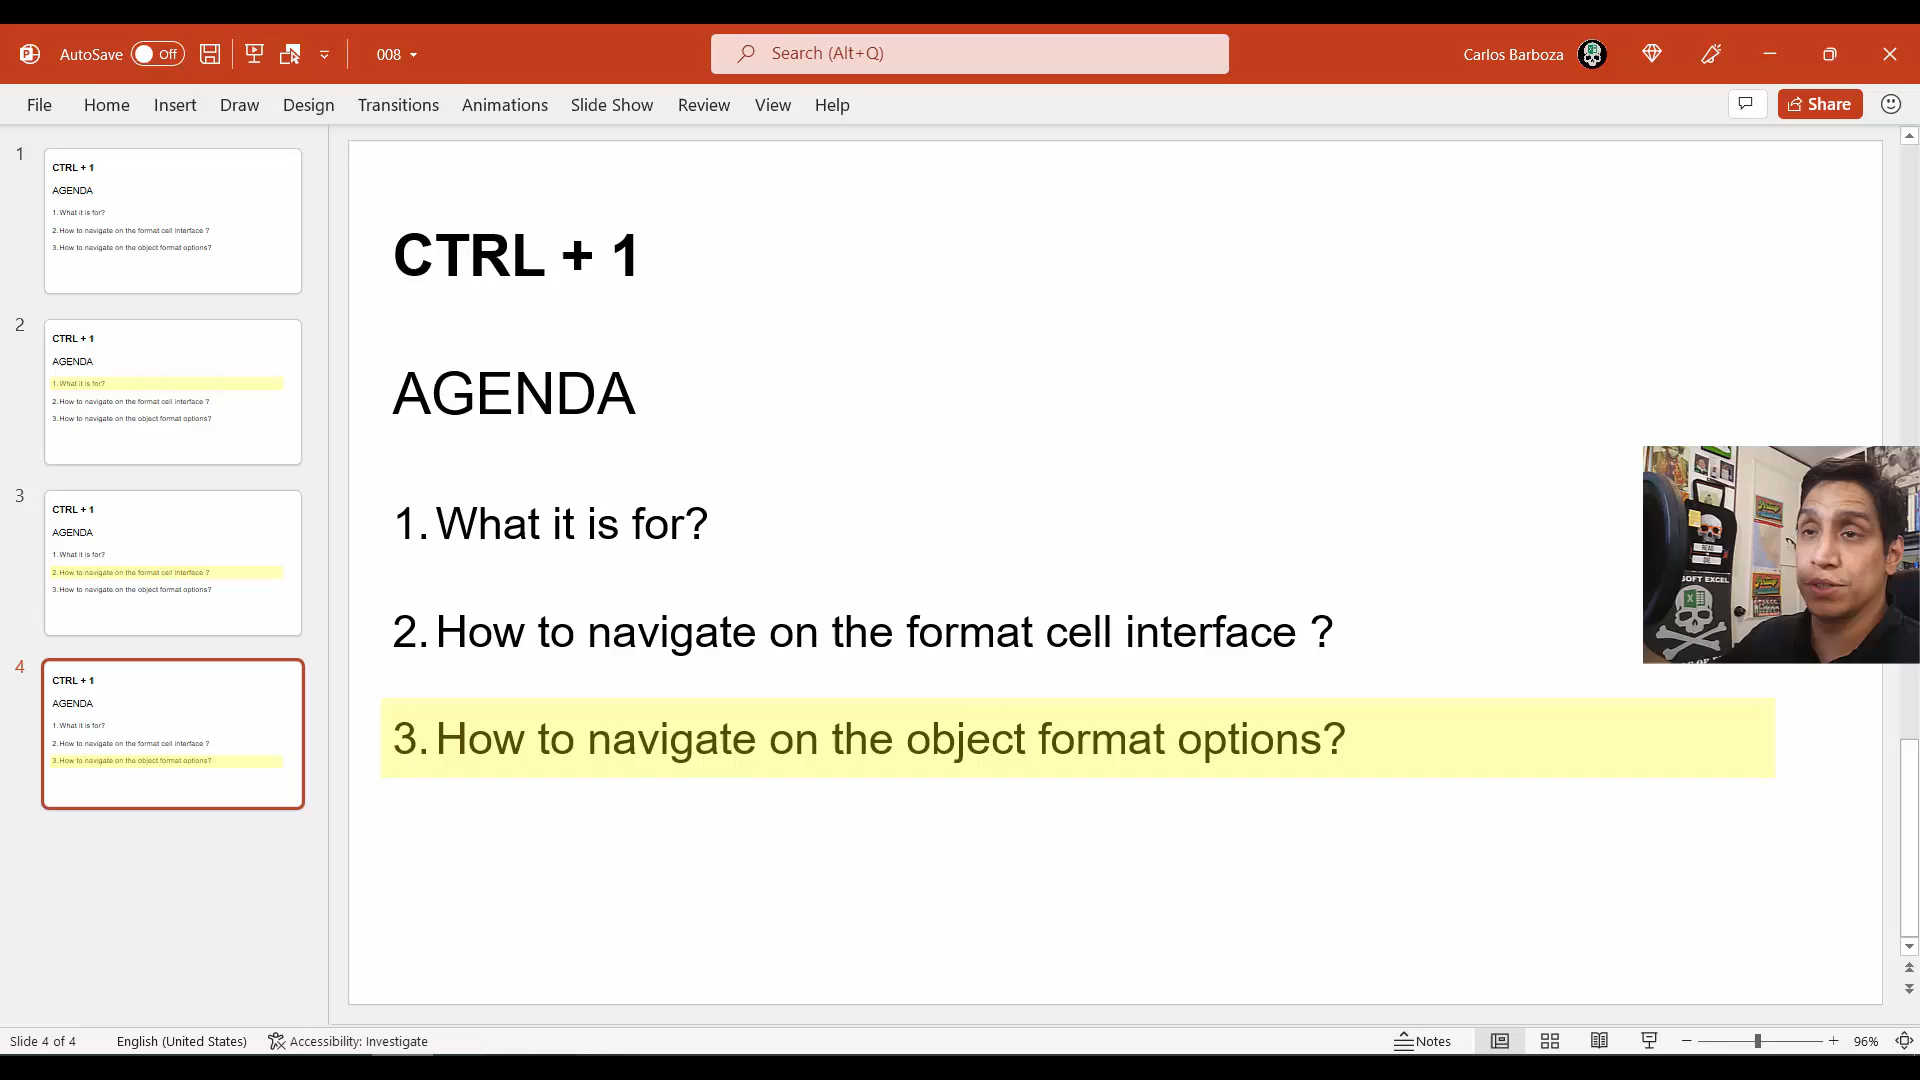 AutoSave Off 008 Search (Alt+Q) Carlos Barboza
File Home Insert Draw Design Transitions Animations Slide Show Review View Help Share
1
CTRL + 1
AGENDA
1. What it is for?
2. How to navigate on the format cell interface ?
3. How to navigate on the object format options?
2
CTRL + 1
AGENDA
1. What it is for?
2. How to navigate on the format cell interface ?
3. How to navigate on the object format options?
3
CTRL + 1
AGENDA
1. What it is for?
2. How to navigate on the format cell interface ?
3. How to navigate on the object format options?
4
CTRL + 1
AGENDA
1. What it is for?
2. How to navigate on the format cell interface ?
3. How to navigate on the object format options?
CTRL + 1
AGENDA
1. What it is for?
2. How to navigate on the format cell interface ?
3. How to navigate on the object format options?
READ
DIE
SOFT EXCEL
Slide 4 of 4 English (United States) Accessibility: Investigate Notes 96%